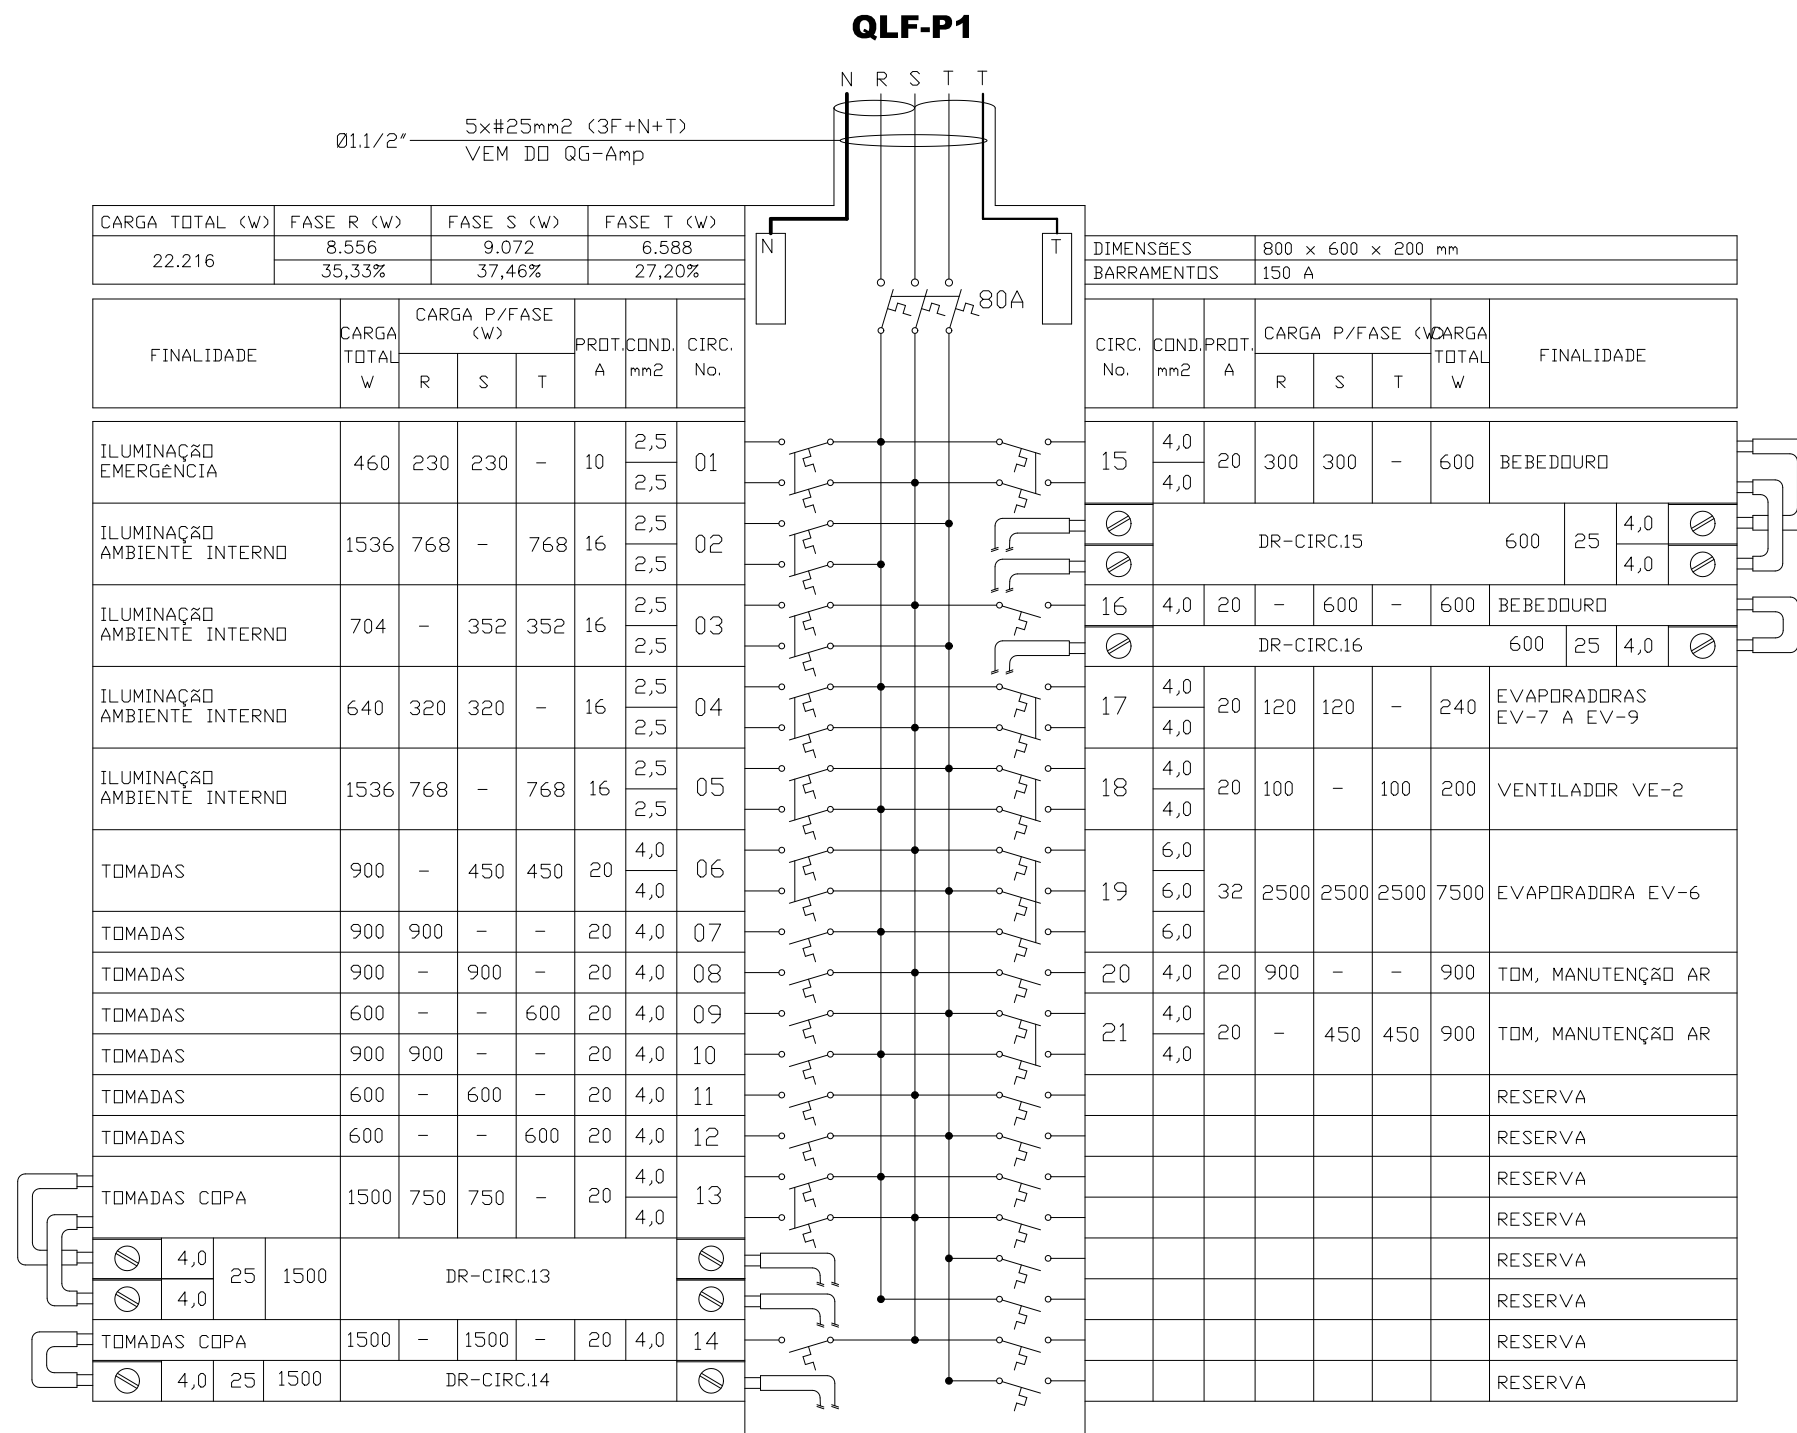 QLF-P1
N R S T T
5x#25mm2 (3F+N+T)
Ø1.1/2"
VEM DO QG-Amp
CARGA TOTAL (W) FASE R (W) FASE S (W) FASE T (W)
22.216 8.556 9.072 6.588
35,33% 37,46% 27,20%
N T
DIMENSÕES 800 x 600 x 200 mm
BARRAMENTOS 150 A
80A
FINALIDADE CARGA TOTAL W CARGA P/FASE (W) R S T PROT. A COND. mm2 CIRC. No.
ILUMINAÇÃO
EMERGÊNCIA 460 230 230 - 10 2,5 2,5 01
ILUMINAÇÃO
AMBIENTE INTERNO 1536 768 - 768 16 2,5 2,5 02
ILUMINAÇÃO
AMBIENTE INTERNO 704 - 352 352 16 2,5 2,5 03
ILUMINAÇÃO
AMBIENTE INTERNO 640 320 320 - 16 2,5 2,5 04
ILUMINAÇÃO
AMBIENTE INTERNO 1536 768 - 768 16 2,5 2,5 05
TOMADAS 900 - 450 450 20 4,0 4,0 06
TOMADAS 900 900 - - 20 4,0 07
TOMADAS 900 - 900 - 20 4,0 08
TOMADAS 600 - - 600 20 4,0 09
TOMADAS 900 900 - - 20 4,0 10
TOMADAS 600 - 600 - 20 4,0 11
TOMADAS 600 - - 600 20 4,0 12
TOMADAS COPA 1500 750 750 - 20 4,0 4,0 13
4,0 4,0 25 1500 DR-CIRC.13
TOMADAS COPA 1500 - 1500 - 20 4,0 14
4,0 25 1500 DR-CIRC.14
CIRC. No. COND. mm2 PROT. A CARGA P/FASE (W) R S T CARGA TOTAL W FINALIDADE
15 4,0 4,0 20 300 300 - 600 BEBEDOURO
DR-CIRC.15 600 25 4,0 4,0
16 4,0 20 - 600 - 600 BEBEDOURO
DR-CIRC.16 600 25 4,0
17 4,0 4,0 20 120 120 - 240 EVAPORADORAS
EV-7 A EV-9
18 4,0 4,0 20 100 - 100 200 VENTILADOR VE-2
19 6,0 6,0 6,0 32 2500 2500 2500 7500 EVAPORADORA EV-6
20 4,0 20 900 - - 900 TOM, MANUTENÇÃO AR
21 4,0 4,0 20 - 450 450 900 TOM, MANUTENÇÃO AR
RESERVA
RESERVA
RESERVA
RESERVA
RESERVA
RESERVA
RESERVA
RESERVA